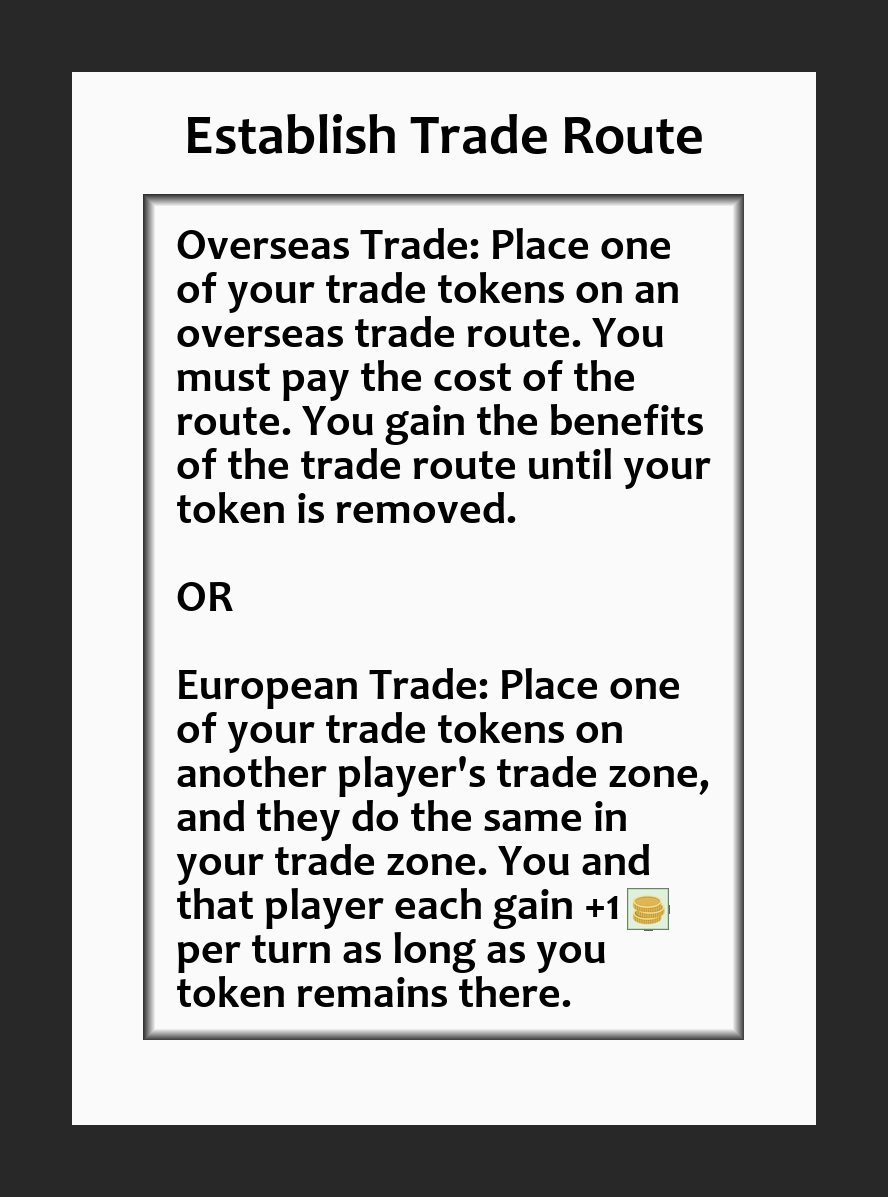 Establish Trade Route
Overseas Trade: Place one
of your trade tokens on an
overseas trade route. You
must pay the cost of the
route. You gain the benefits
of the trade route until your
token is removed.
OR
European Trade: Place one
of your trade tokens on
another player's trade zone,
and they do the same in
your trade zone. You and
that player each gain +1
per turn as long as you
token remains there.